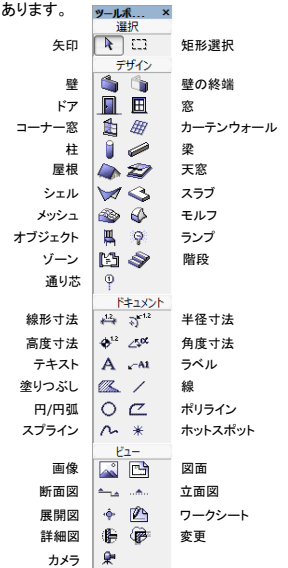 あります。
ツールボ... ×
選択
矢印 矩形選択
デザイン
壁 壁の終端
ドア 窓
コーナー窓 カーテンウォール
柱 梁
屋根 天窓
シェル スラブ
メッシュ モルフ
オブジェクト ランプ
ゾーン 階段
通り芯
ドキュメント
線形寸法 1.2 1.2 半径寸法
高度寸法 1.2 角度寸法
テキスト A A1 ラベル
塗りつぶし 線
円/円弧 ポリライン
スプライン ホットスポット
ビュー
画像 図面
断面図 立面図
展開図 ワークシート
詳細図 変更
カメラ